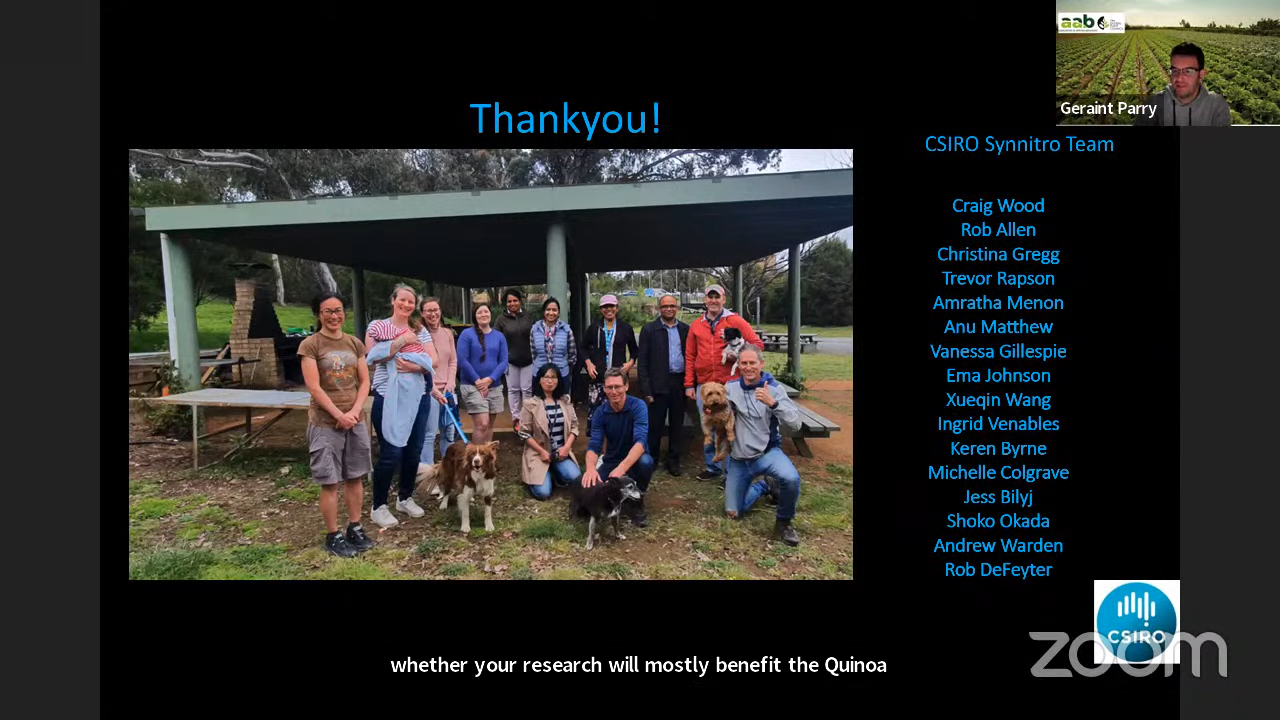 aab
Geraint Parry
Thankyou!
CSIRO Synnitro Team
Craig Wood
Rob Allen
Christina Gregg
Trevor Rapson
Amratha Menon
Anu Matthew
Vanessa Gillespie
Ema Johnson
Xueqin Wang
Ingrid Venables
Keren Byrne
Michelle Colgrave
Jess Bilyj
Shoko Okada
Andrew Warden
Rob DeFeyter
CSIRO
zoom
whether your research will mostly benefit the Quinoa